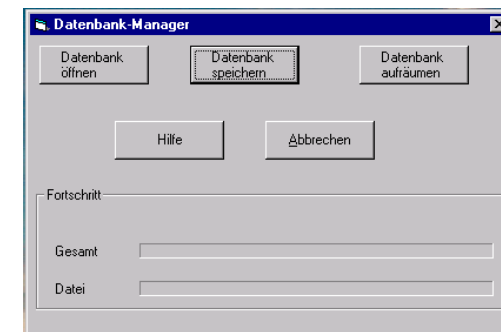 Datenbank-Manager
Datenbank
öffnen
Datenbank
speichern
Datenbank
aufräumen
Hilfe
Abbrechen
Fortschritt
Gesamt
Datei